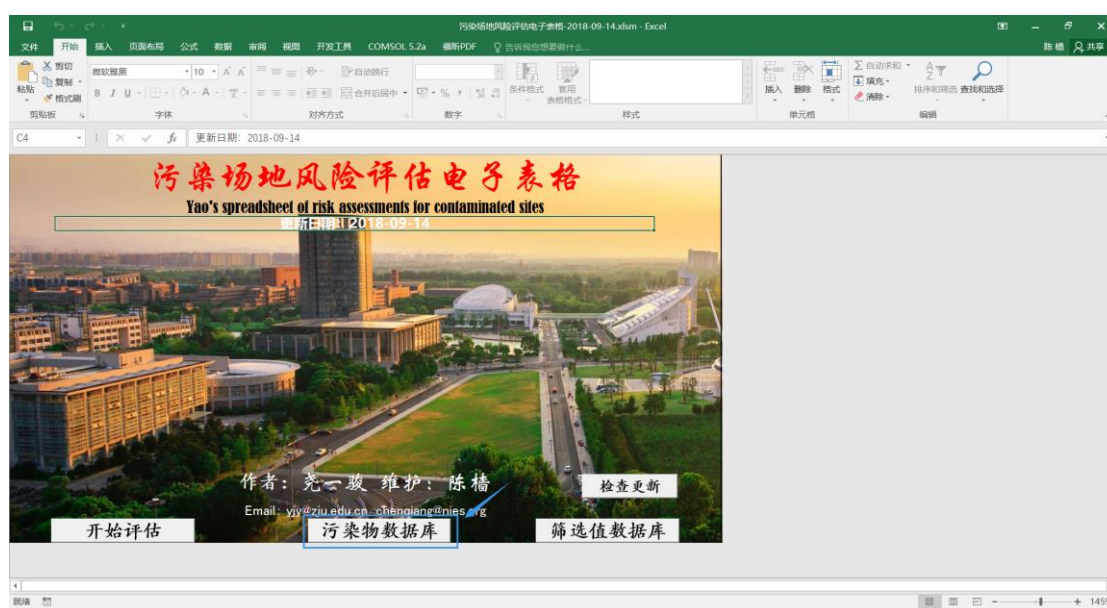 污染场地风险评估电子表格-2018-09-14.xlsm - Excel
文件 开始 插入 页面布局 公式 数据 审阅 视图 开发工具 COMSOL 5.2a 福昕PDF 告诉我您想要做什么... 陈樯 共享
粘贴 剪切 复制 格式刷
微软雅黑 10
B I U
自动换行
合并后居中
条件格式 套用表格格式
插入 删除 格式
自动求和 填充 清除
排序和筛选 查找和选择
剪贴板 字体 对齐方式 数字 样式 单元格 编辑
C4 fx 更新日期: 2018-09-14
污染场地风险评估电子表格
Yao's spreadsheet of risk assessments for contaminated sites
更新日期: 2018-09-14
作者: 尧一骏 维护: 陈樯
检查更新
Email: yjy@zju.edu.cn chenqiang@nies.org
开始评估 污染物数据库 筛选值数据库
就绪 145%